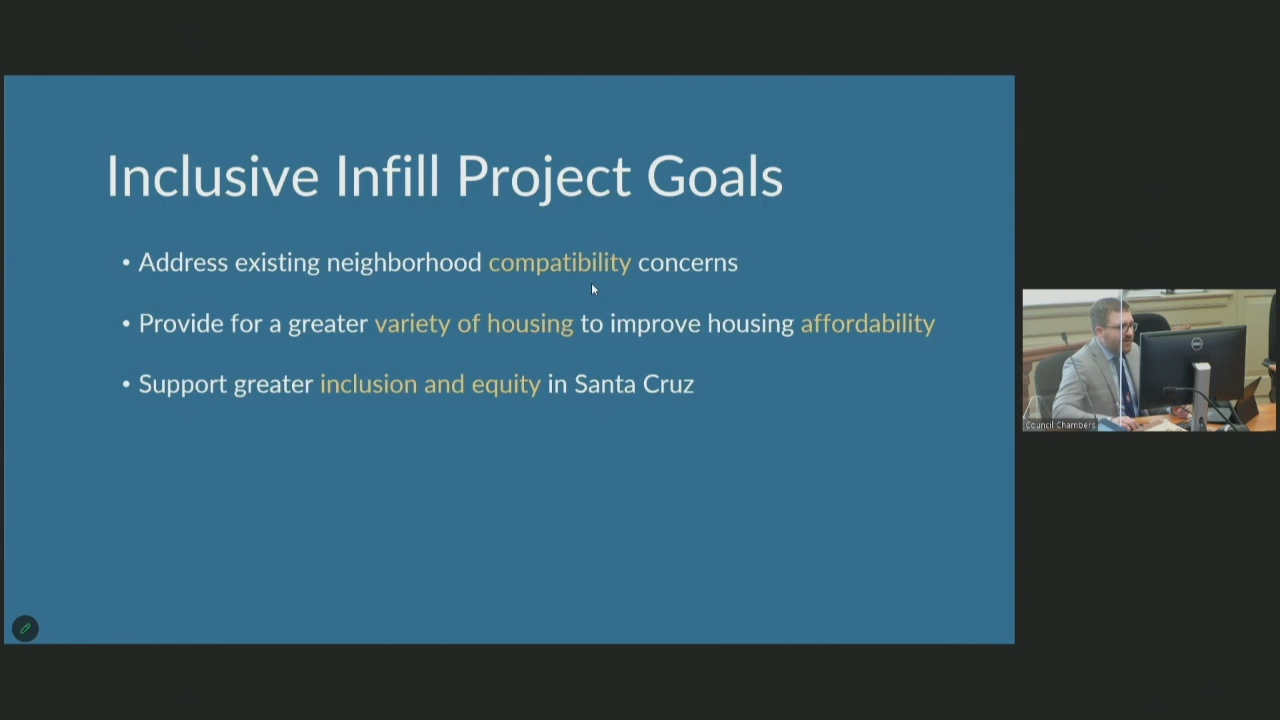 Inclusive Infill Project Goals
• Address existing neighborhood compatibility concerns
• Provide for a greater variety of housing to improve housing affordability
• Support greater inclusion and equity in Santa Cruz
Council Chambers